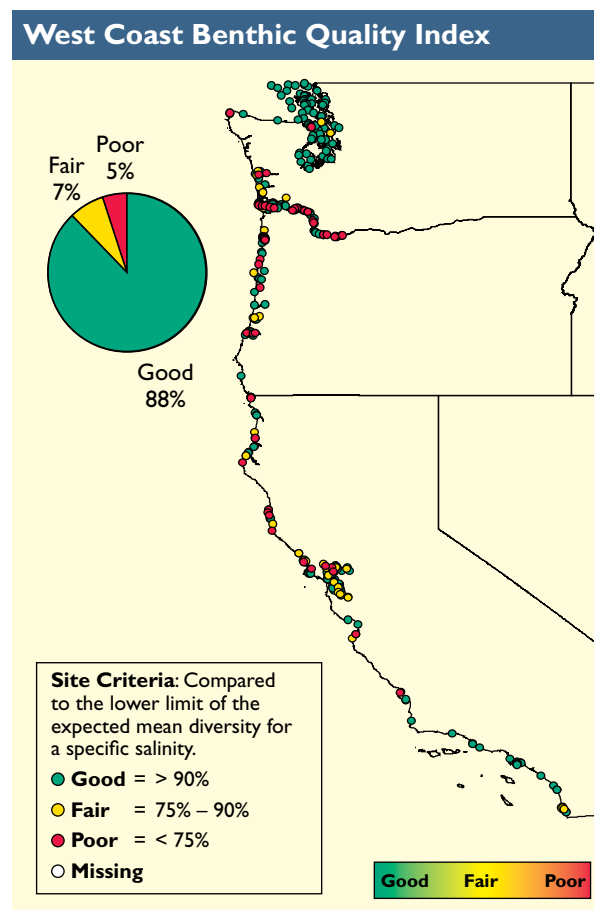 West Coast Benthic Quality Index
Poor
5%
Fair
7%
Good
88%
Site Criteria: Compared
to the lower limit of the
expected mean diversity for
a specific salinity.
Good = > 90%
Fair = 75% – 90%
Poor = < 75%
Missing
Good Fair Poor